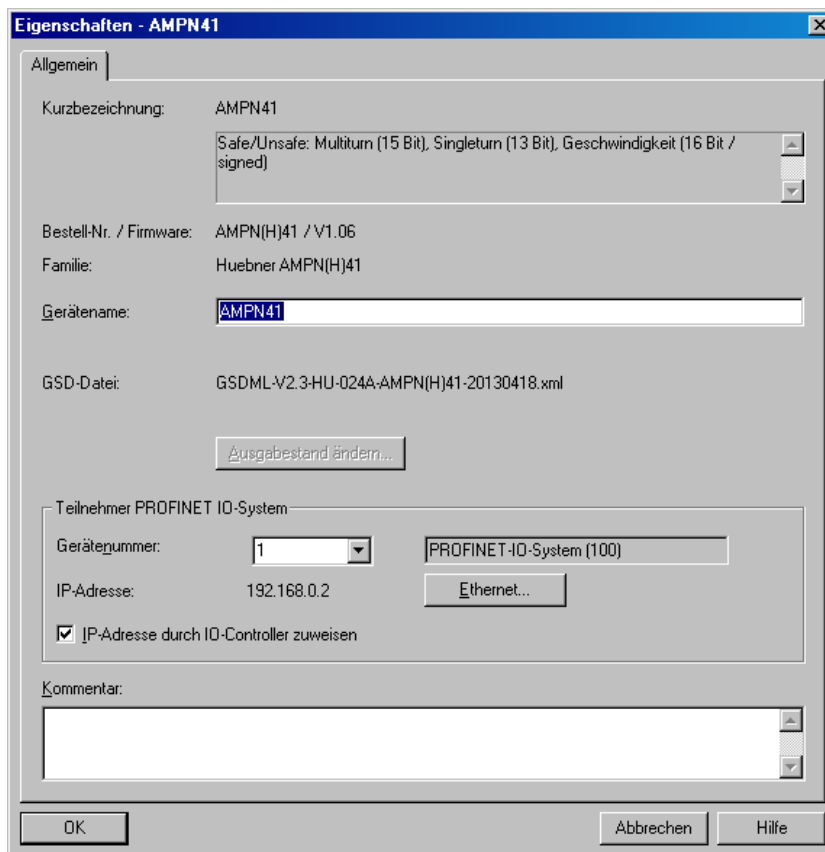 Eigenschaften - AMPN41
Allgemein
Kurzbezeichnung: AMPN41
Safe/Unsafe: Multiturn (15 Bit), Singleturn (13 Bit), Geschwindigkeit (16 Bit /
signed)
Bestell-Nr. / Firmware: AMPN(H)41 / V1.06
Familie: Huebner AMPN(H)41
Gerätename: AMPN41
GSD-Datei: GSDML-V2.3-HU-024A-AMPN(H)41-20130418.xml
Ausgabestand ändern...
Teilnehmer PROFINET IO-System
Gerätenummer: 1 PROFINET-IO-System (100)
IP-Adresse: 192.168.0.2 Ethernet...
IP-Adresse durch IO-Controller zuweisen
Kommentar:
OK Abbrechen Hilfe